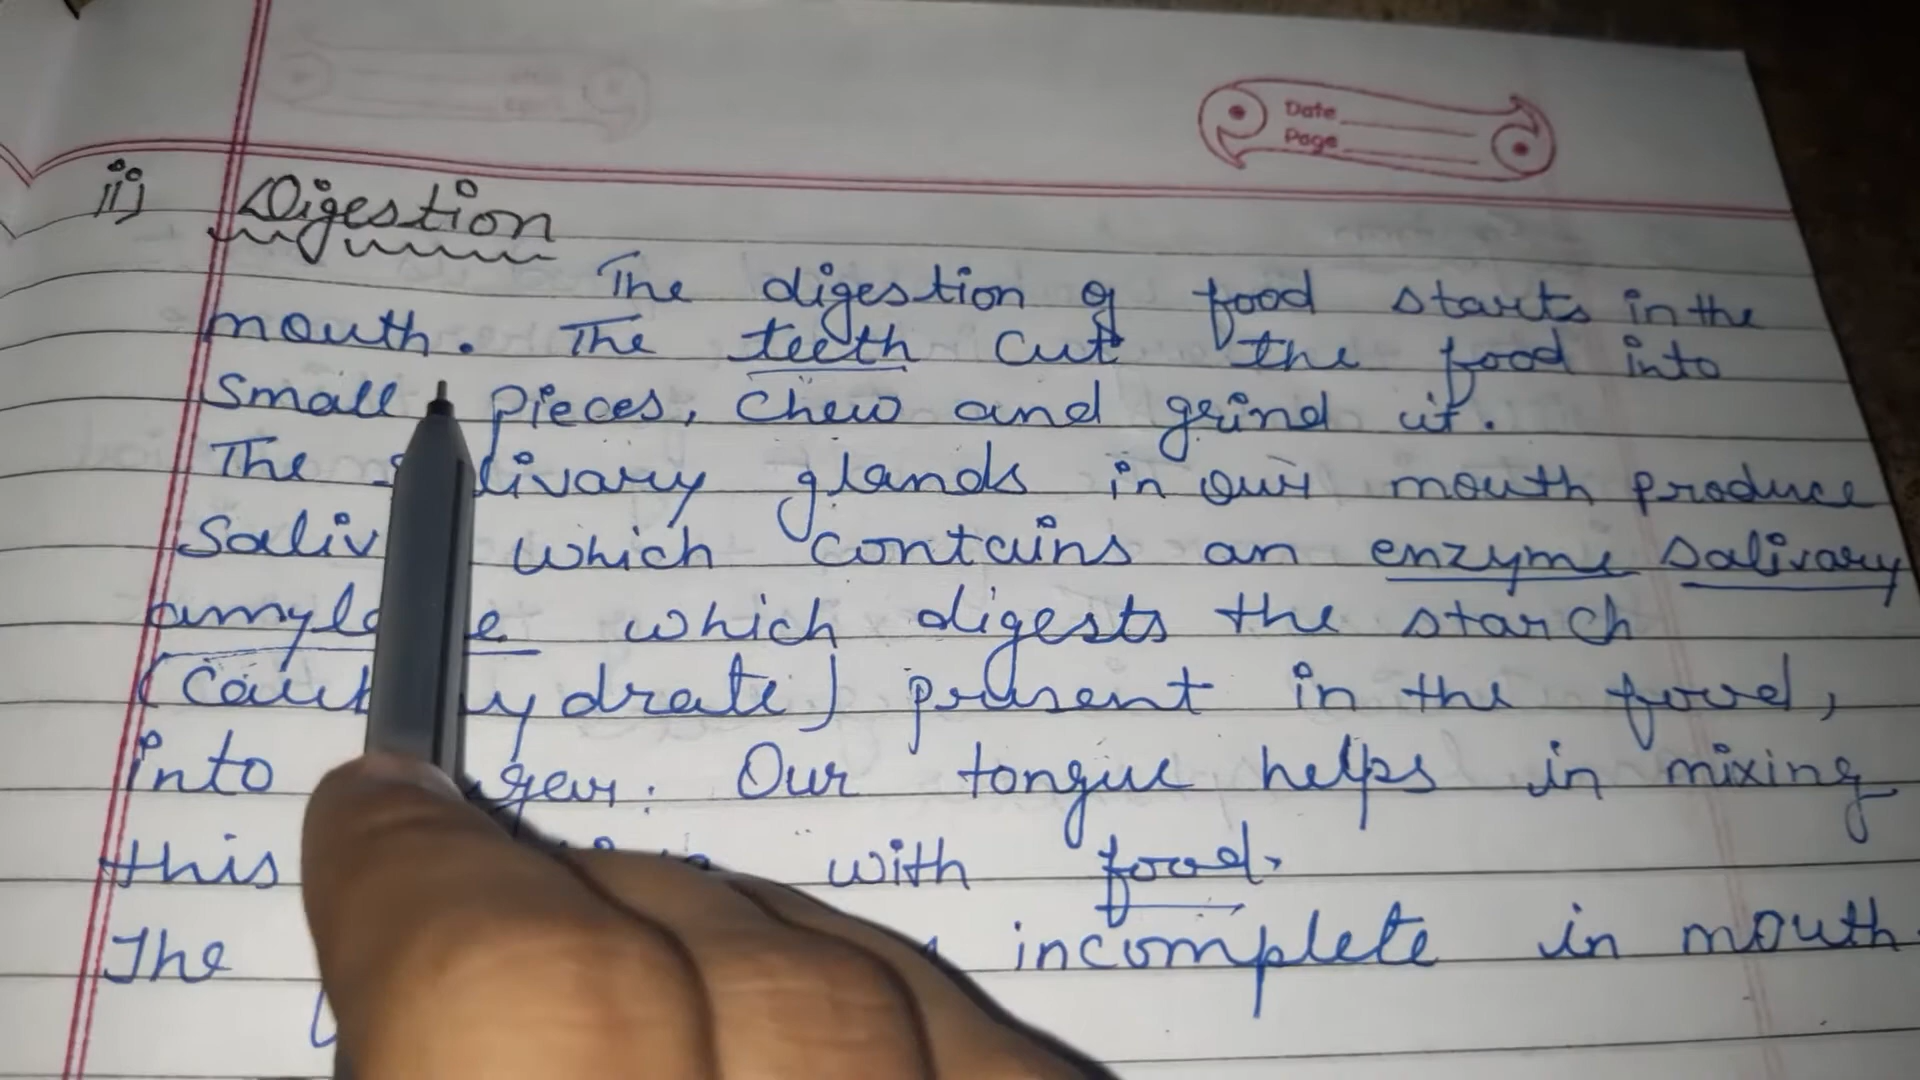 Date
Page
ii) Digestion
The digestion of food starts in the
mouth. The teeth cut the food into
small pieces, chew and grind it.
The livary glands in our mouth produce
Saliv which contains an enzyme salivary
amyl e which digests the starch
(Car ydrate) present in the food,
into gar. Our tongue helps in mixing
this with food.
The incomplete in mouth.